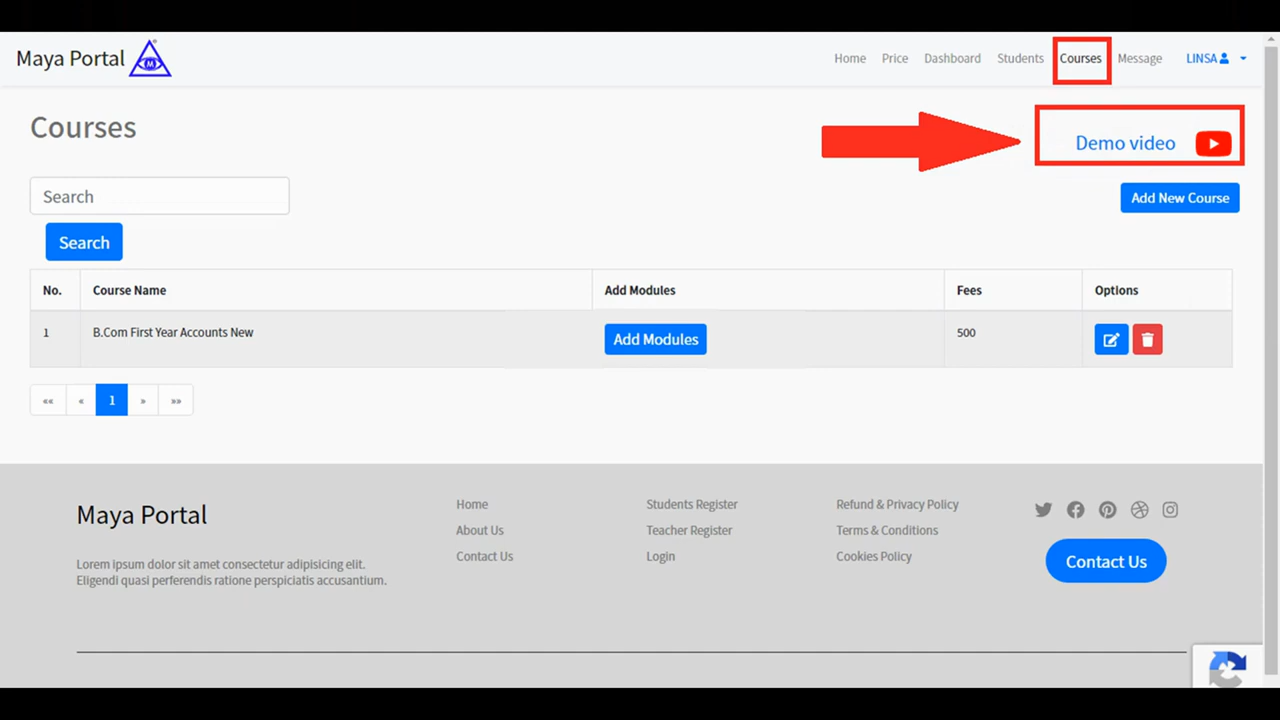 Maya Portal
Home Price Dashboard Students Courses Message LINSA
Courses
Demo video
Search
Add New Course
Search
No. Course Name Add Modules Fees Options
1 B.Com First Year Accounts New Add Modules 500
«« « 1 » »»
Maya Portal
Home Students Register Refund & Privacy Policy
About Us Teacher Register Terms & Conditions
Contact Us Login Cookies Policy
Lorem ipsum dolor sit amet consectetur adipisicing elit.
Eligendi quasi perferendis ratione perspiciatis accusantium.
Contact Us